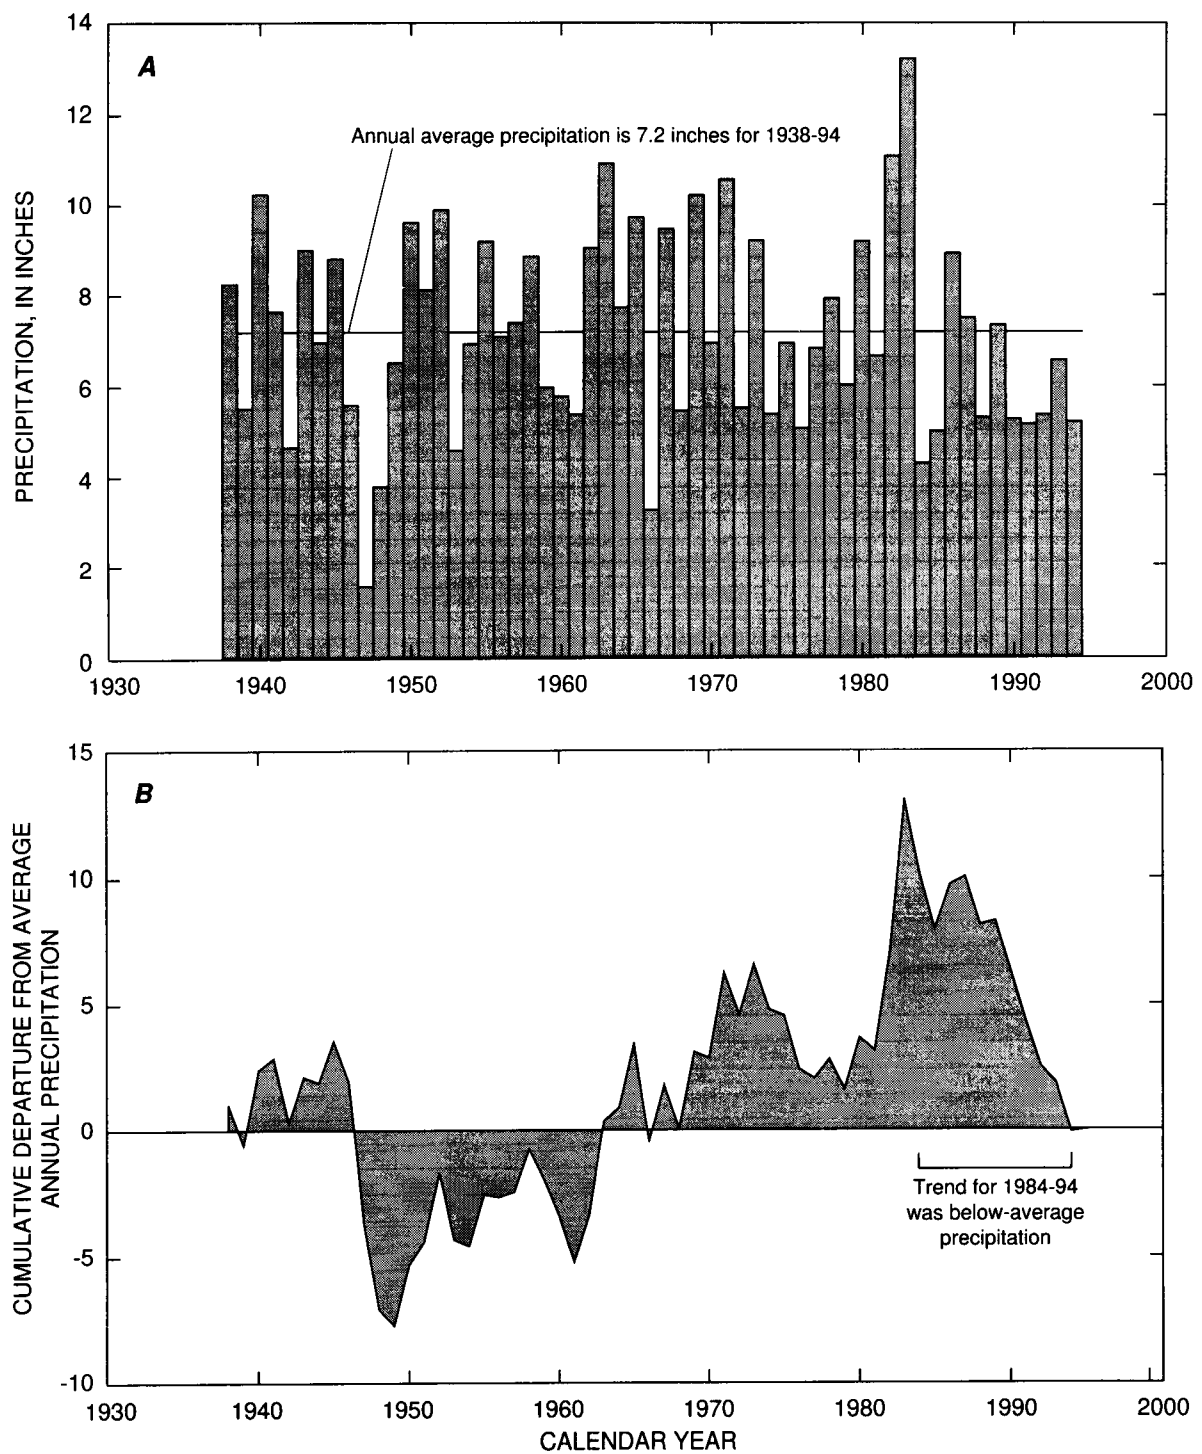 14
A
12
Annual average precipitation is 7.2 inches for 1938-94
10
8
6
4
2
0
PRECIPITATION, IN INCHES
1930 1940 1950 1960 1970 1980 1990 2000
15
B
10
5
0
Trend for 1984-94
was below-average
precipitation
-5
-10
CUMULATIVE DEPARTURE FROM AVERAGE
ANNUAL PRECIPITATION
1930 1940 1950 1960 1970 1980 1990 2000
CALENDAR YEAR